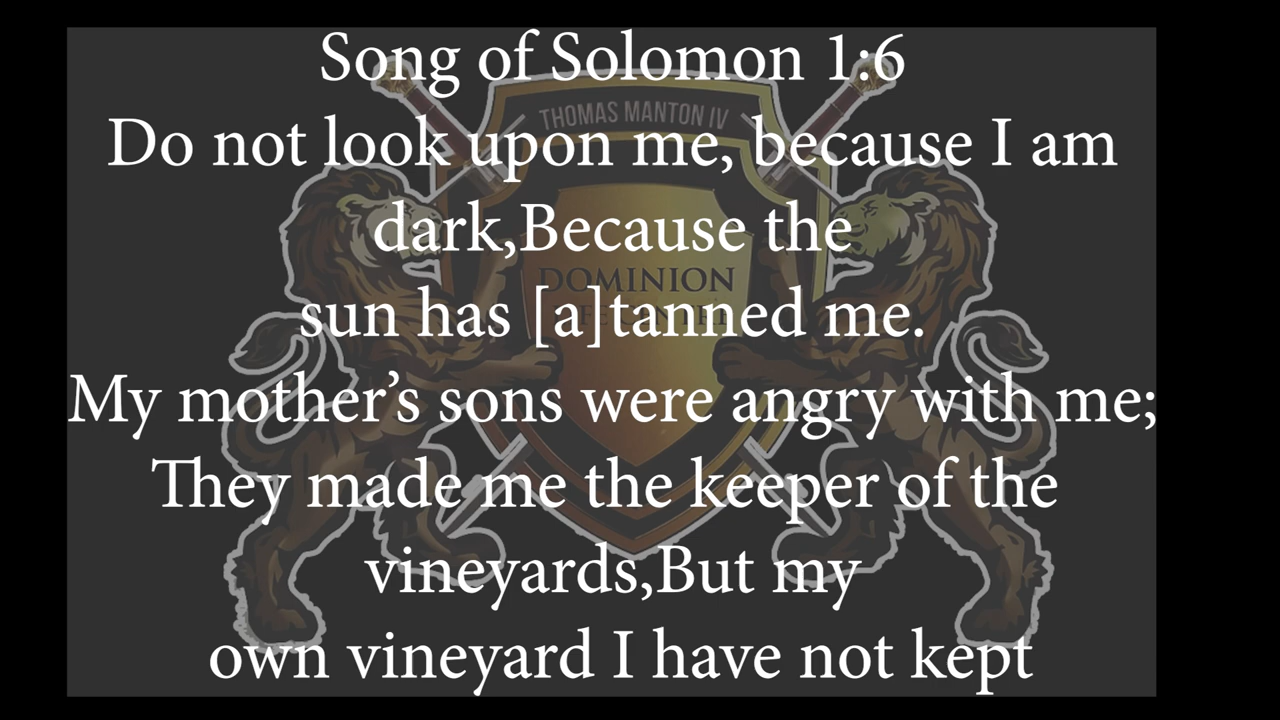 Song of Solomon 1:6
THOMAS MANTON IV
Do not look upon me, because I am
dark,Because the
DOMINION
sun has [a]tanned me.
My mother’s sons were angry with me;
They made me the keeper of the
vineyards,But my
own vineyard I have not kept